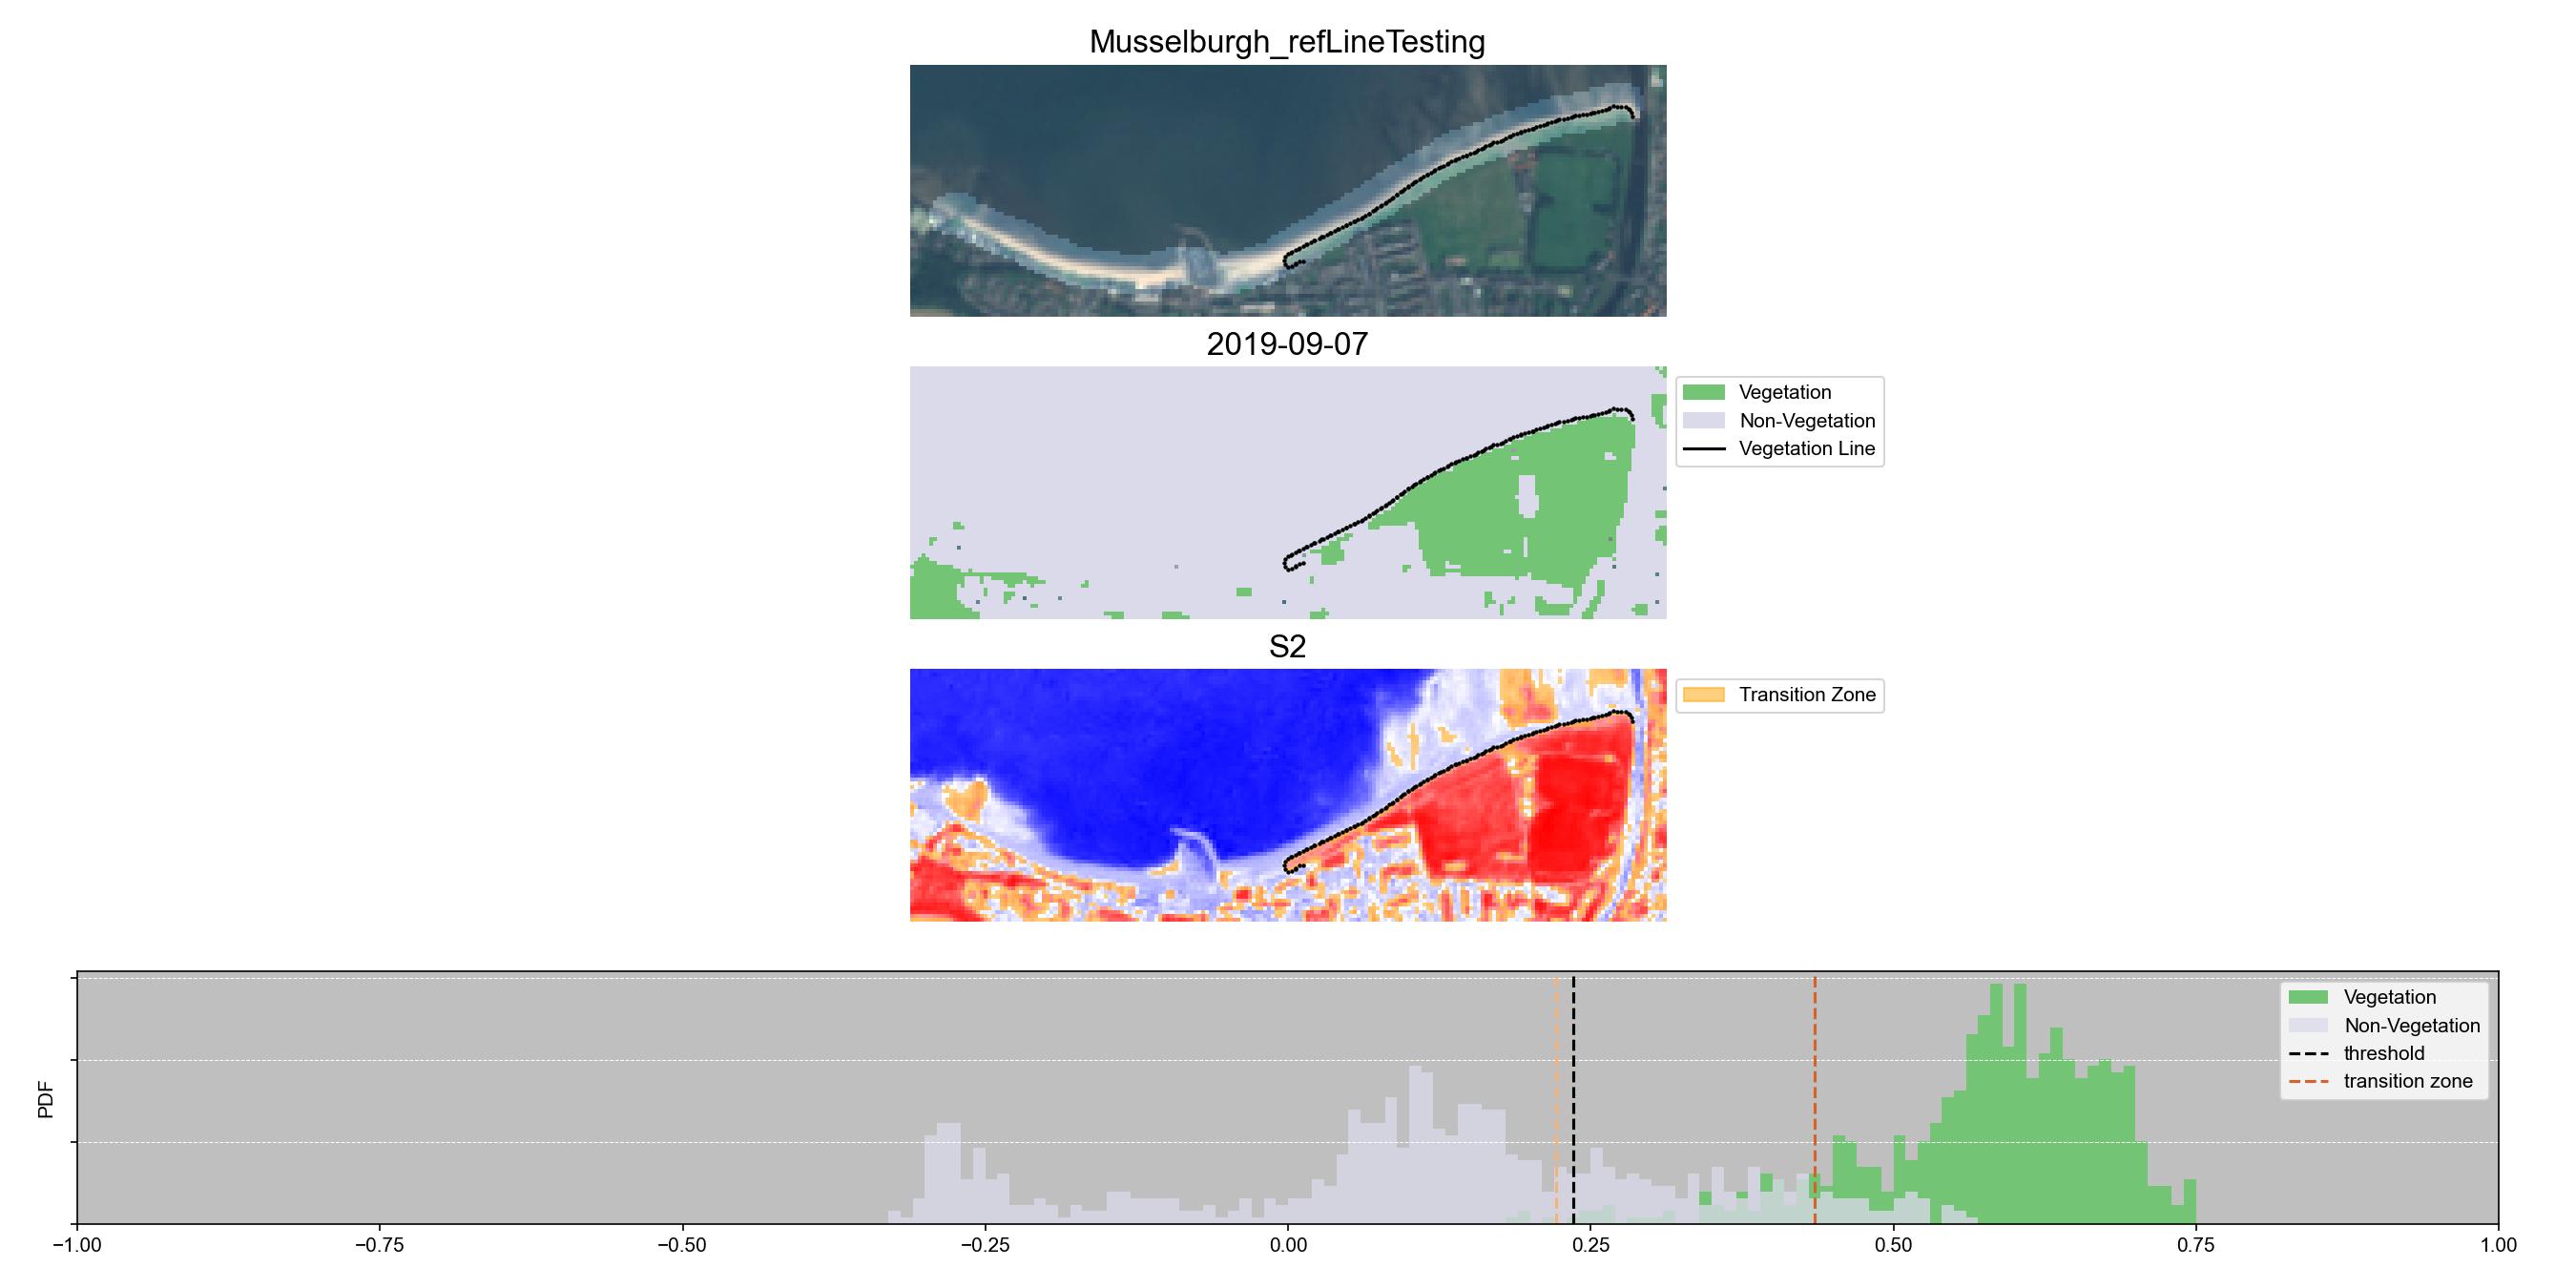 Musselburgh_refLineTesting
2019-09-07
Vegetation
Non-Vegetation
Vegetation Line
S2
Transition Zone
PDF
Vegetation
Non-Vegetation
threshold
transition zone
−1.00 −0.75 −0.50 −0.25 0.00 0.25 0.50 0.75 1.00